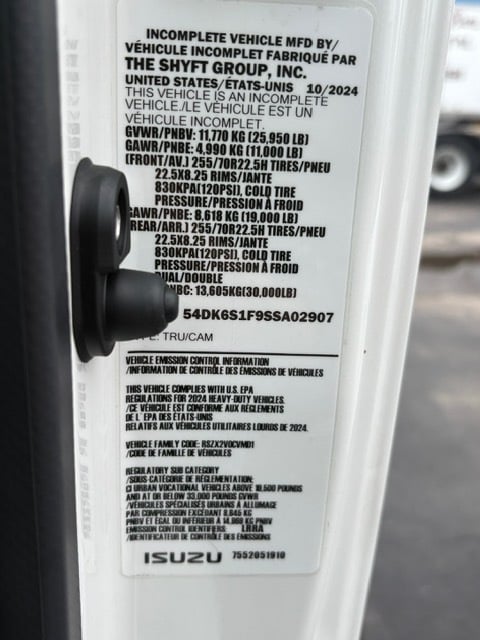 INCOMPLETE VEHICLE MFD BY/
VÉHICULE INCOMPLET FABRIQUÉ PAR
THE SHYFT GROUP, INC.
UNITED STATES/ÉTATS-UNIS 10/2024
THIS VEHICLE IS AN INCOMPLETE
VEHICLE./LE VÉHICULE EST UN
VÉHICULE INCOMPLET.
GVWR/PNBV: 11,770 KG (25,950 LB)
GAWR/PNBE: 4,990 KG (11,000 LB)
(FRONT/AV.) 255/70R22.5H TIRES/PNEU
22.5X8.25 RIMS/JANTE
830KPA(120PSI), COLD TIRE
PRESSURE/PRESSION À FROID
GAWR/PNBE: 8,618 KG (19,000 LB)
(REAR/ARR.) 255/70R22.5H TIRES/PNEU
22.5X8.25 RIMS/JANTE
830KPA(120PSI), COLD TIRE
PRESSURE/PRESSION À FROID
DUAL/DOUBLE
NBC: 13,605KG(30,000LB)
54DK6S1F9SSA02907
: TRU/CAM
VEHICLE EMISSION CONTROL INFORMATION
/INFORMATION DE CONTRÔLE DES ÉMISSIONS DE VÉHICULES
THIS VEHICLE COMPLIES WITH U.S. EPA
REGULATIONS FOR 2024 HEAVY-DUTY VEHICLES.
/CE VÉHICULE EST CONFORME AUX RÈGLEMENTS
DE L' EPA DES ÉTATS-UNIS
RELATIFS AUX VÉHICULES UTILITAIRES LOURDS DE 2024.
VEHICLE FAMILY CODE: RSZX2VOCVM01
/CODE DE FAMILLE DE VÉHICULES
REGULATORY SUB CATEGORY
/SOUS-CATÉGORIE DE RÉGLEMENTATION:
CI URBAN VOCATIONAL VEHICLES ABOVE 19,500 POUNDS
AND AT OR BELOW 33,000 POUNDS GVWR
/VÉHICULES SPÉCIALISÉS URBAINS À ALLUMAGE
PAR COMPRESSION EXCÉDANT 8,845 KG
PNBV ET ÉGAL OU INFÉRIEUR À 14,969 KG PNBV
EMISSION CONTROL IDENTIFIERS: LRRA
/IDENTIFICATEUR DE CONTRÔLE DES ÉMISSIONS
ISUZU 7552051910